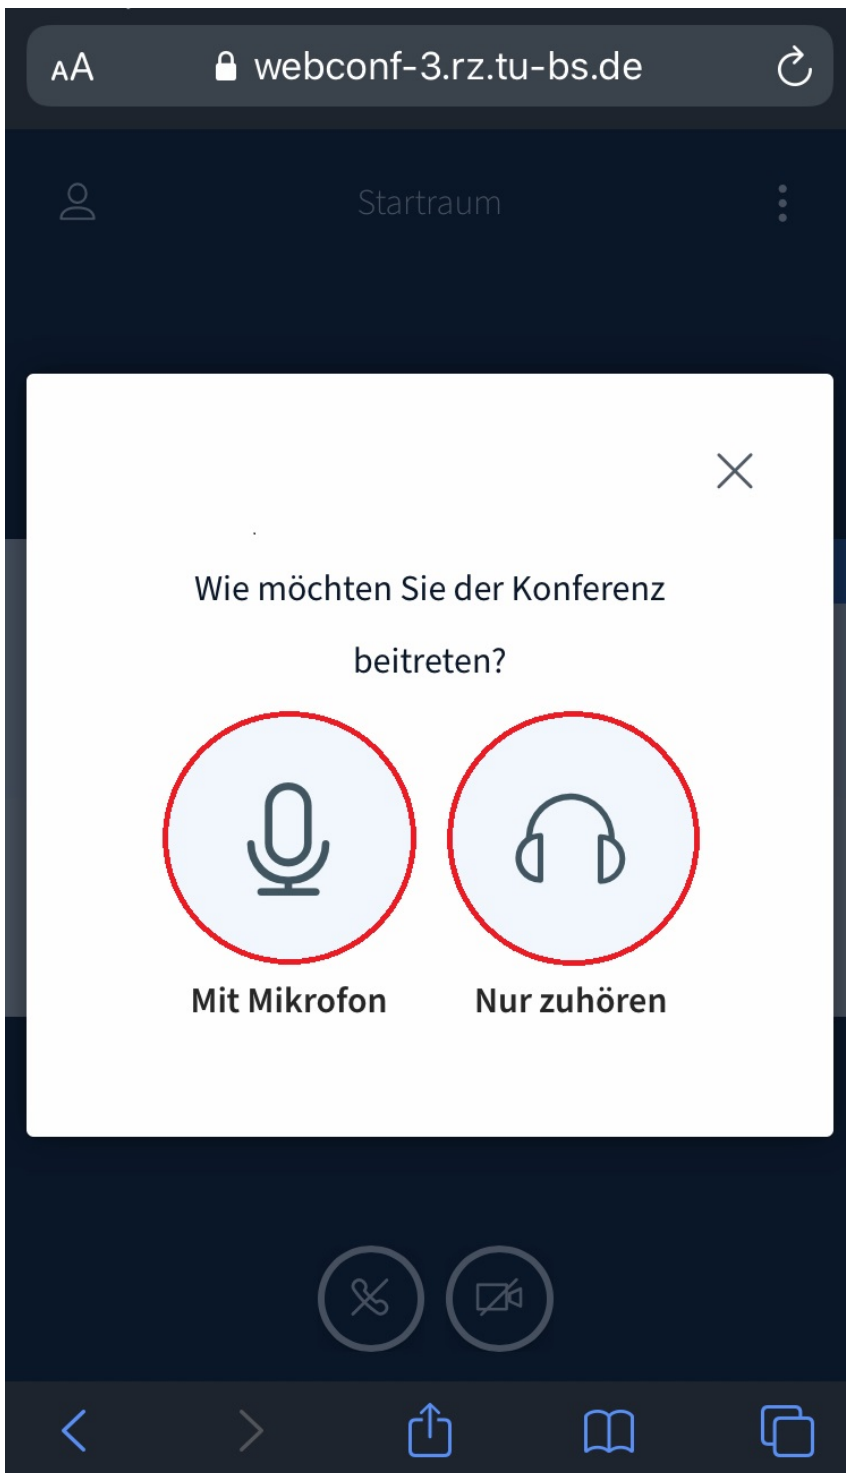 AA
webconf-3.rz.tu-bs.de
Startraum
Wie möchten Sie der Konferenz
beitreten?
Mit Mikrofon
Nur zuhören